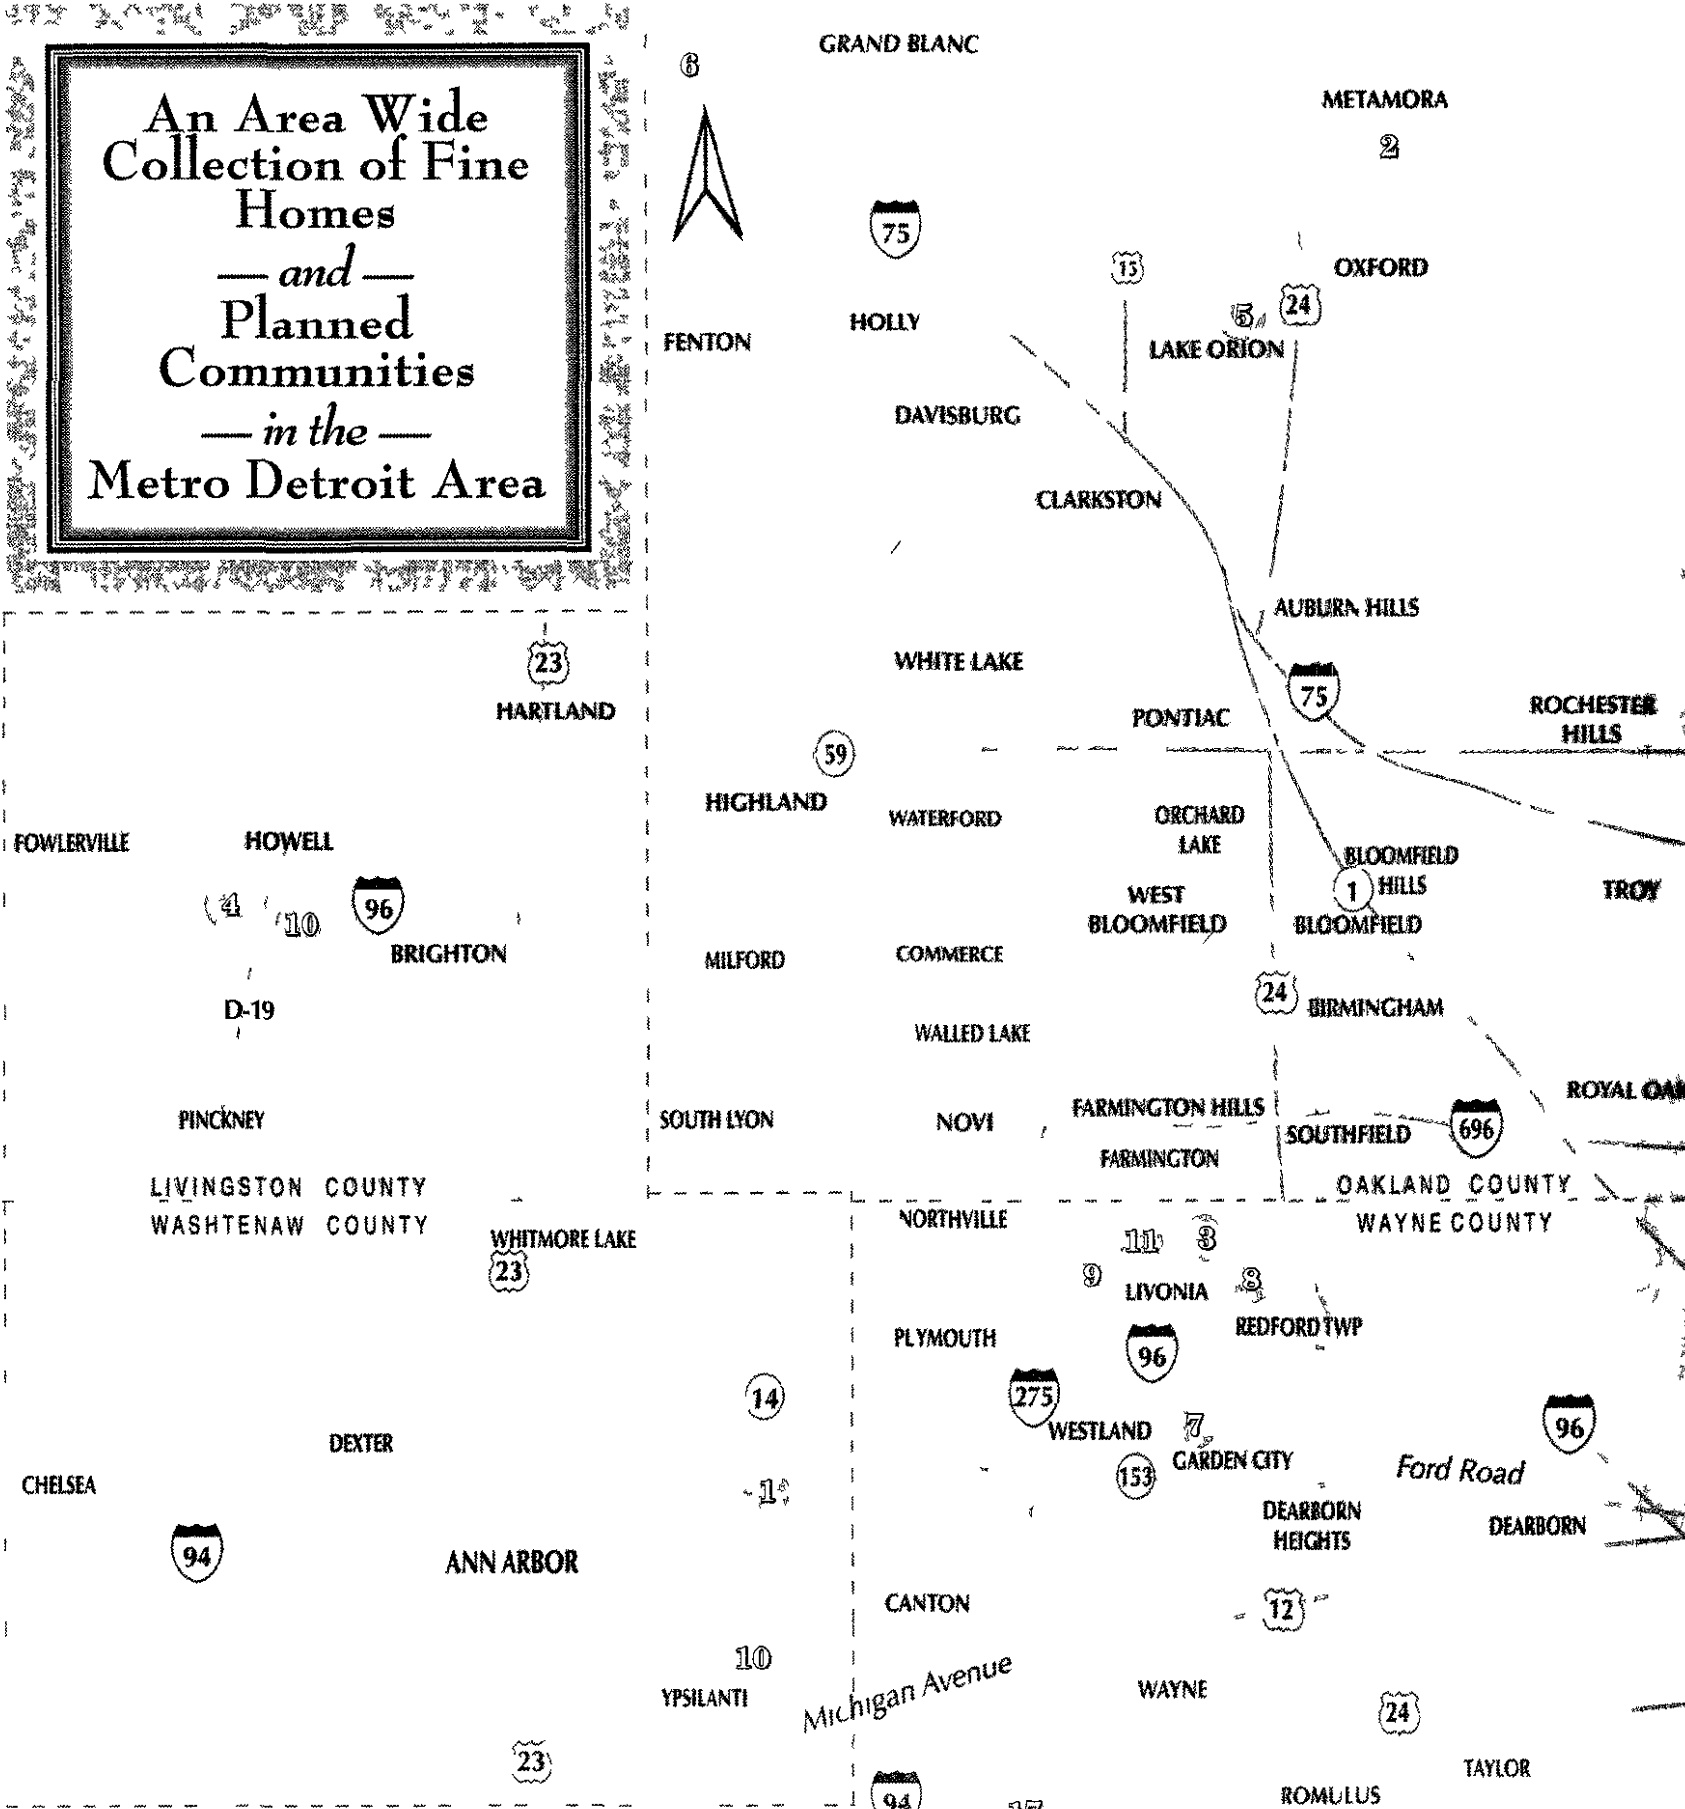 An Area Wide
Collection of Fine
Homes
— and —
Planned
Communities
— in the —
Metro Detroit Area
6
GRAND BLANC
METAMORA
2
75
15
OXFORD
24
5
HOLLY
FENTON
LAKE ORION
DAVISBURG
CLARKSTON
AUBURN HILLS
23
WHITE LAKE
75
HARTLAND
PONTIAC
ROCHESTER
HILLS
59
HIGHLAND
WATERFORD
ORCHARD
LAKE
FOWLERVILLE
HOWELL
BLOOMFIELD
HILLS
1
TROY
4
10
96
WEST
BLOOMFIELD
BLOOMFIELD
BRIGHTON
MILFORD
COMMERCE
24
BIRMINGHAM
D-19
WALLED LAKE
ROYAL OAK
PINCKNEY
SOUTH LYON
NOVI
FARMINGTON HILLS
SOUTHFIELD
696
FARMINGTON
LIVINGSTON COUNTY
OAKLAND COUNTY
WASHTENAW COUNTY
WAYNE COUNTY
NORTHVILLE
WHITMORE LAKE
23
11
3
9
8
LIVONIA
REDFORD TWP
PLYMOUTH
96
275
14
WESTLAND
7
96
DEXTER
GARDEN CITY
Ford Road
153
CHELSEA
1
DEARBORN
HEIGHTS
DEARBORN
94
ANN ARBOR
CANTON
12
10
YPSILANTI
Michigan Avenue
WAYNE
24
23
TAYLOR
94
ROMULUS